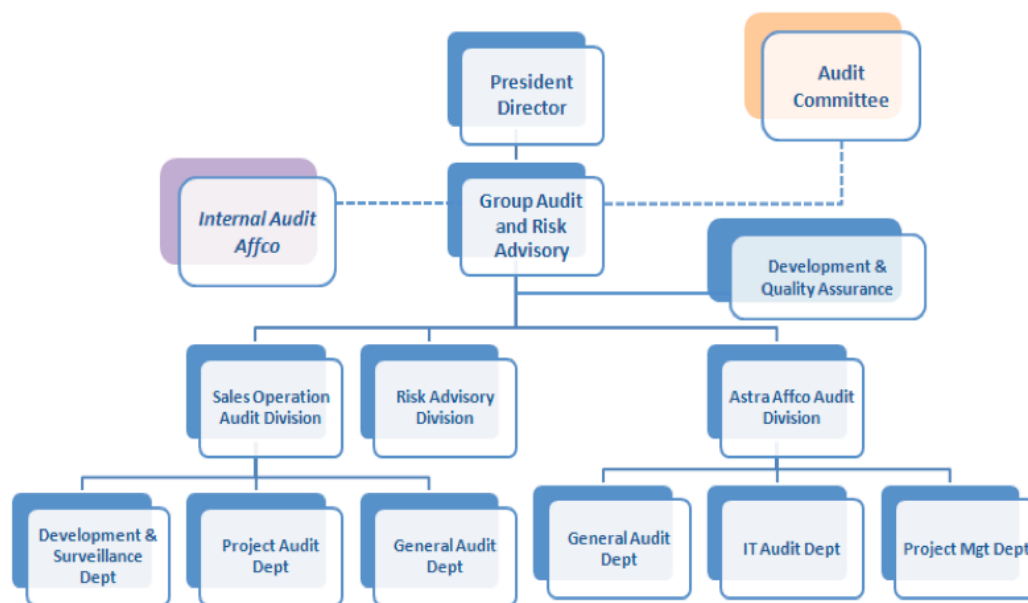 President
Director
Audit
Committee
Internal Audit
Affco
Group Audit
and Risk
Advisory
Development &
Quality Assurance
Sales Operation
Audit Division
Risk Advisory
Division
Astra Affco Audit
Division
Development &
Surveillance
Dept
Project Audit
Dept
General Audit
Dept
General Audit
Dept
IT Audit Dept
Project Mgt Dept